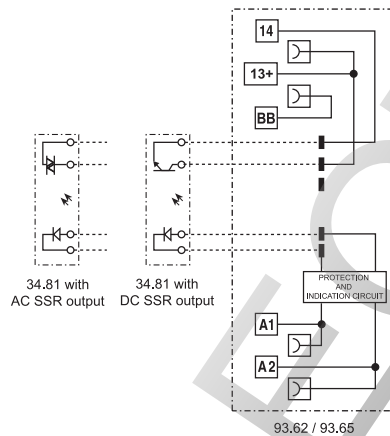 14
13+
BB
34.81 with
AC SSR output
34.81 with
DC SSR output
PROTECTION
AND
INDICATION CIRCUIT
A1
A2
93.62 / 93.65